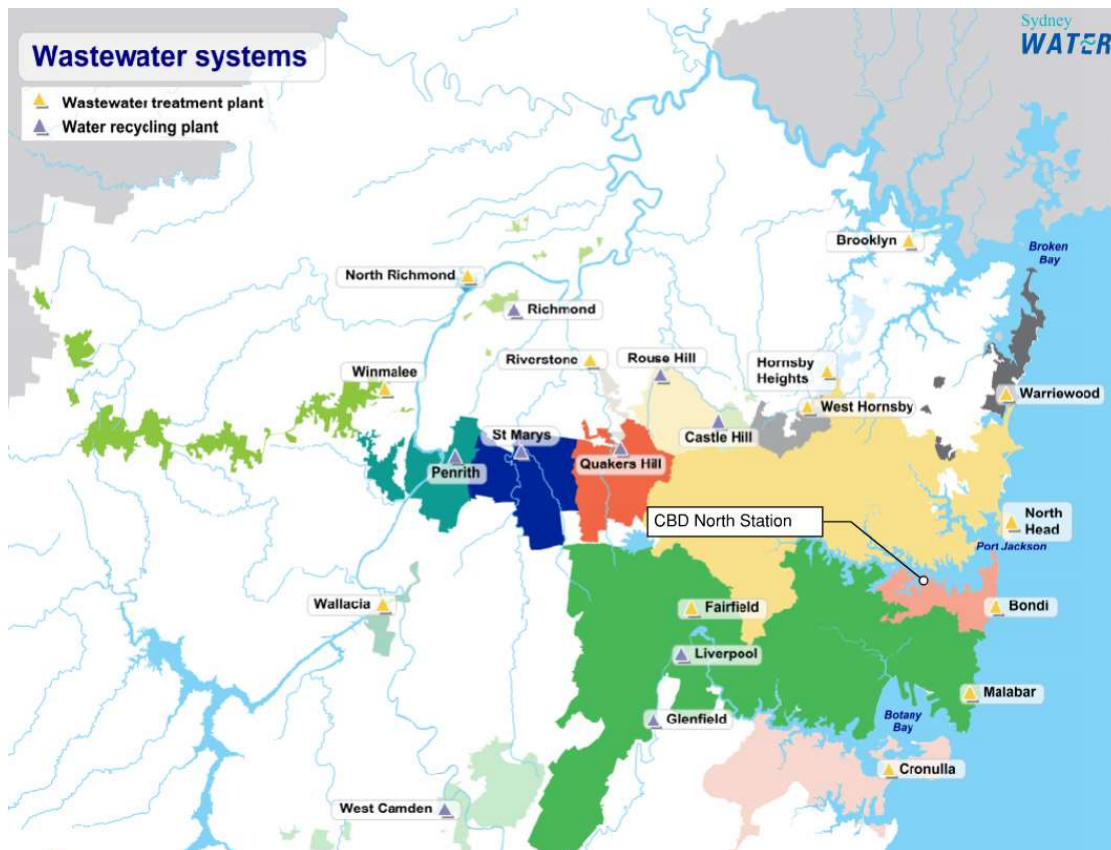 Sydney
WATER
Wastewater systems
Wastewater treatment plant
Water recycling plant
Brooklyn
Broken
Bay
North Richmond
Richmond
Riverstone
Rouse Hill
Hornsby
Heights
Winmalee
Warriewood
West Hornsby
Castle Hill
St Marys
Quakers Hill
Penrith
CBD North Station
North
Head
Port Jackson
Wallacia
Fairfield
Bondi
Liverpool
Malabar
Glenfield
Botany
Bay
Cronulla
West Camden